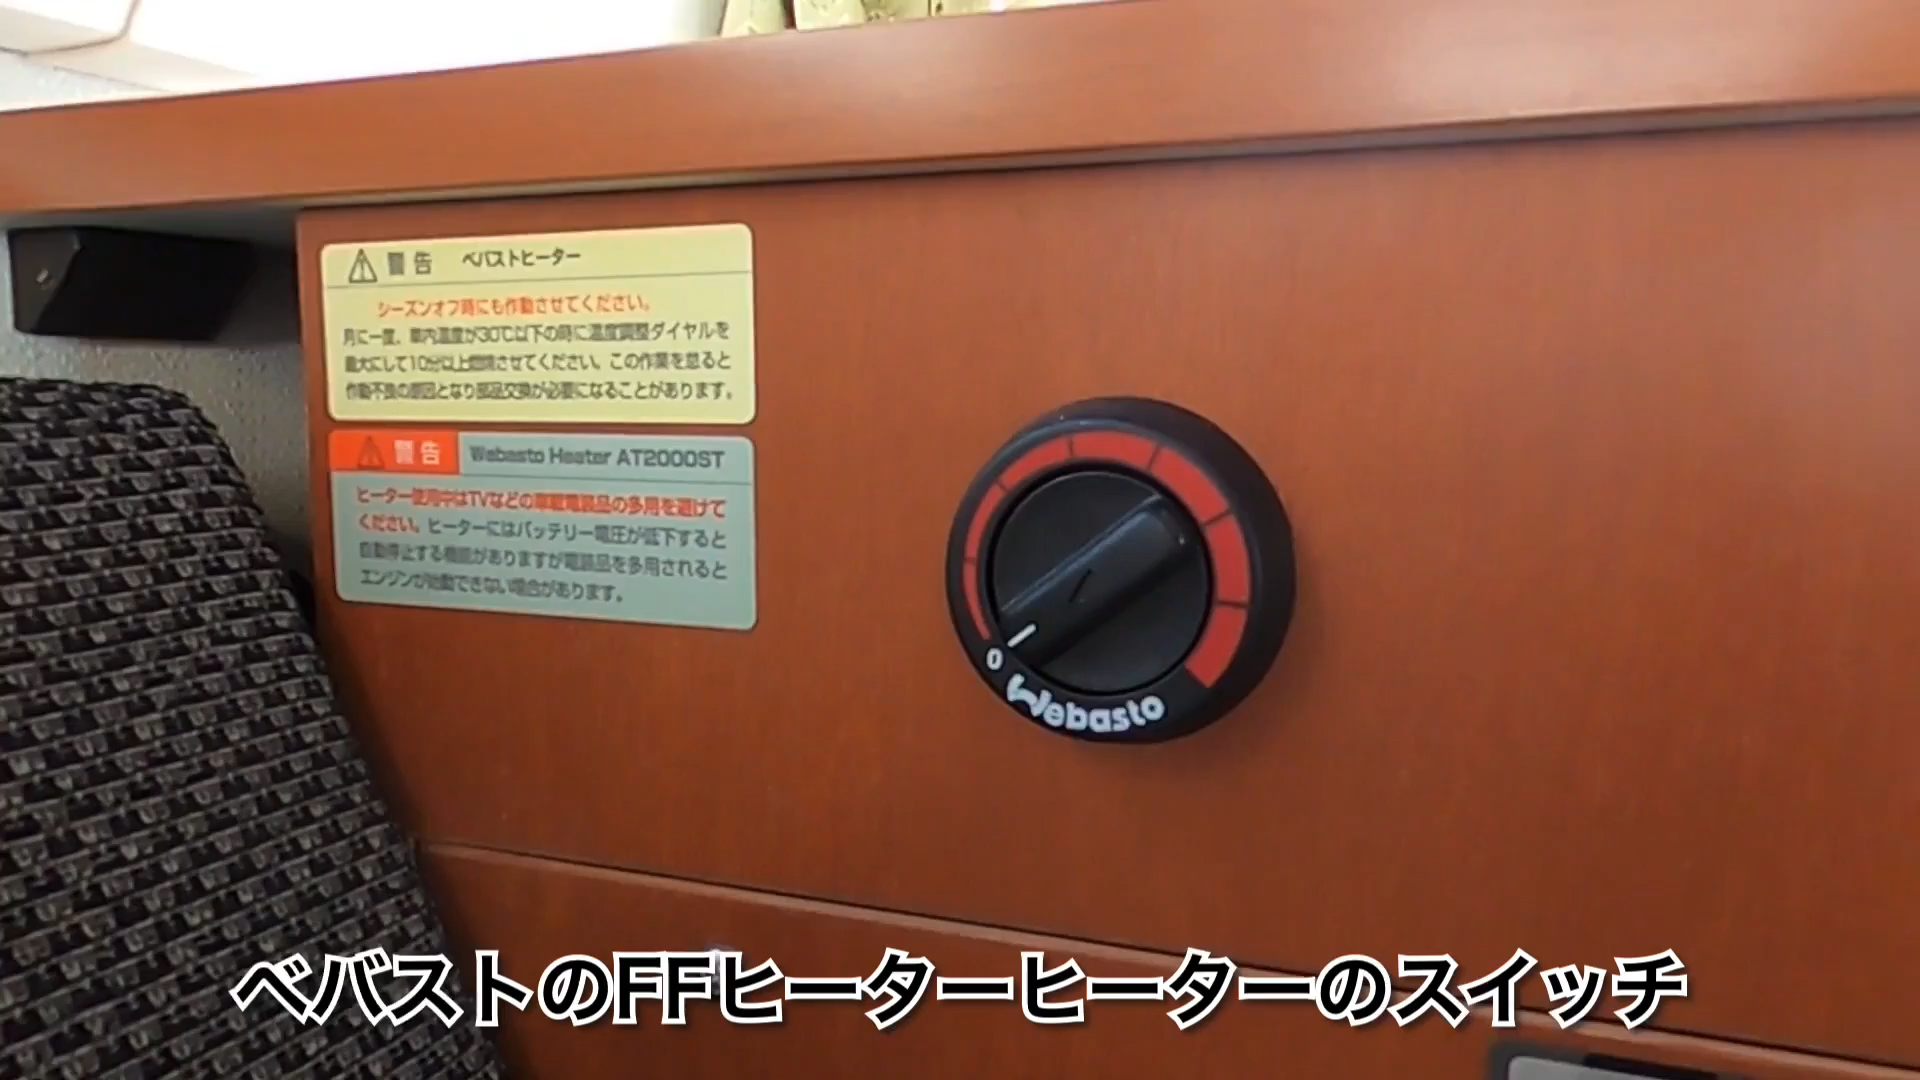 警告 ベバストヒーター
シーズンオフ時にも作動させてください。
月に一度、車内温度が30℃以下の時に温度調整ダイヤルを
最大にして10分以上燃焼させてください。この作業を怠ると
作動不良の原因となり部品交換が必要になることがあります。
警告 Webasto Heater AT2000ST
ヒーター使用中はTVなどの車載電装品の多用を避けて
ください。ヒーターにはバッテリー電圧が低下すると
自動停止する機能がありますが電装品を多用されると
エンジンが始動できない場合があります。
0
Webasto
ベバストのFFヒーターヒーターのスイッチ